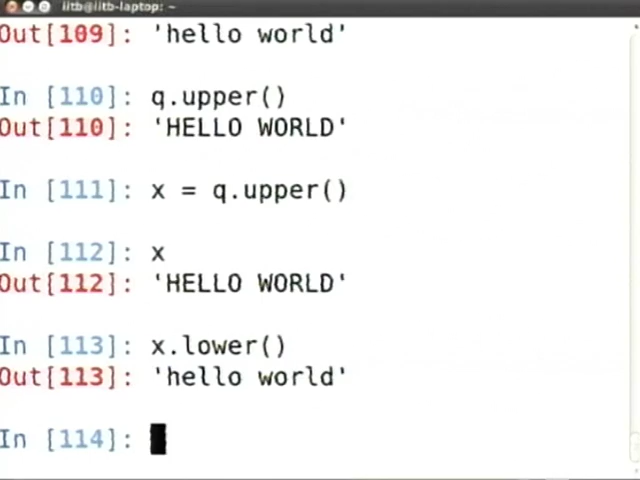 iitb@iitb-laptop: ~
Out[109]: 'hello world'
In [110]: q.upper()
Out[110]: 'HELLO WORLD'
In [111]: x = q.upper()
In [112]: x
Out[112]: 'HELLO WORLD'
In [113]: x.lower()
Out[113]: 'hello world'
In [114]: